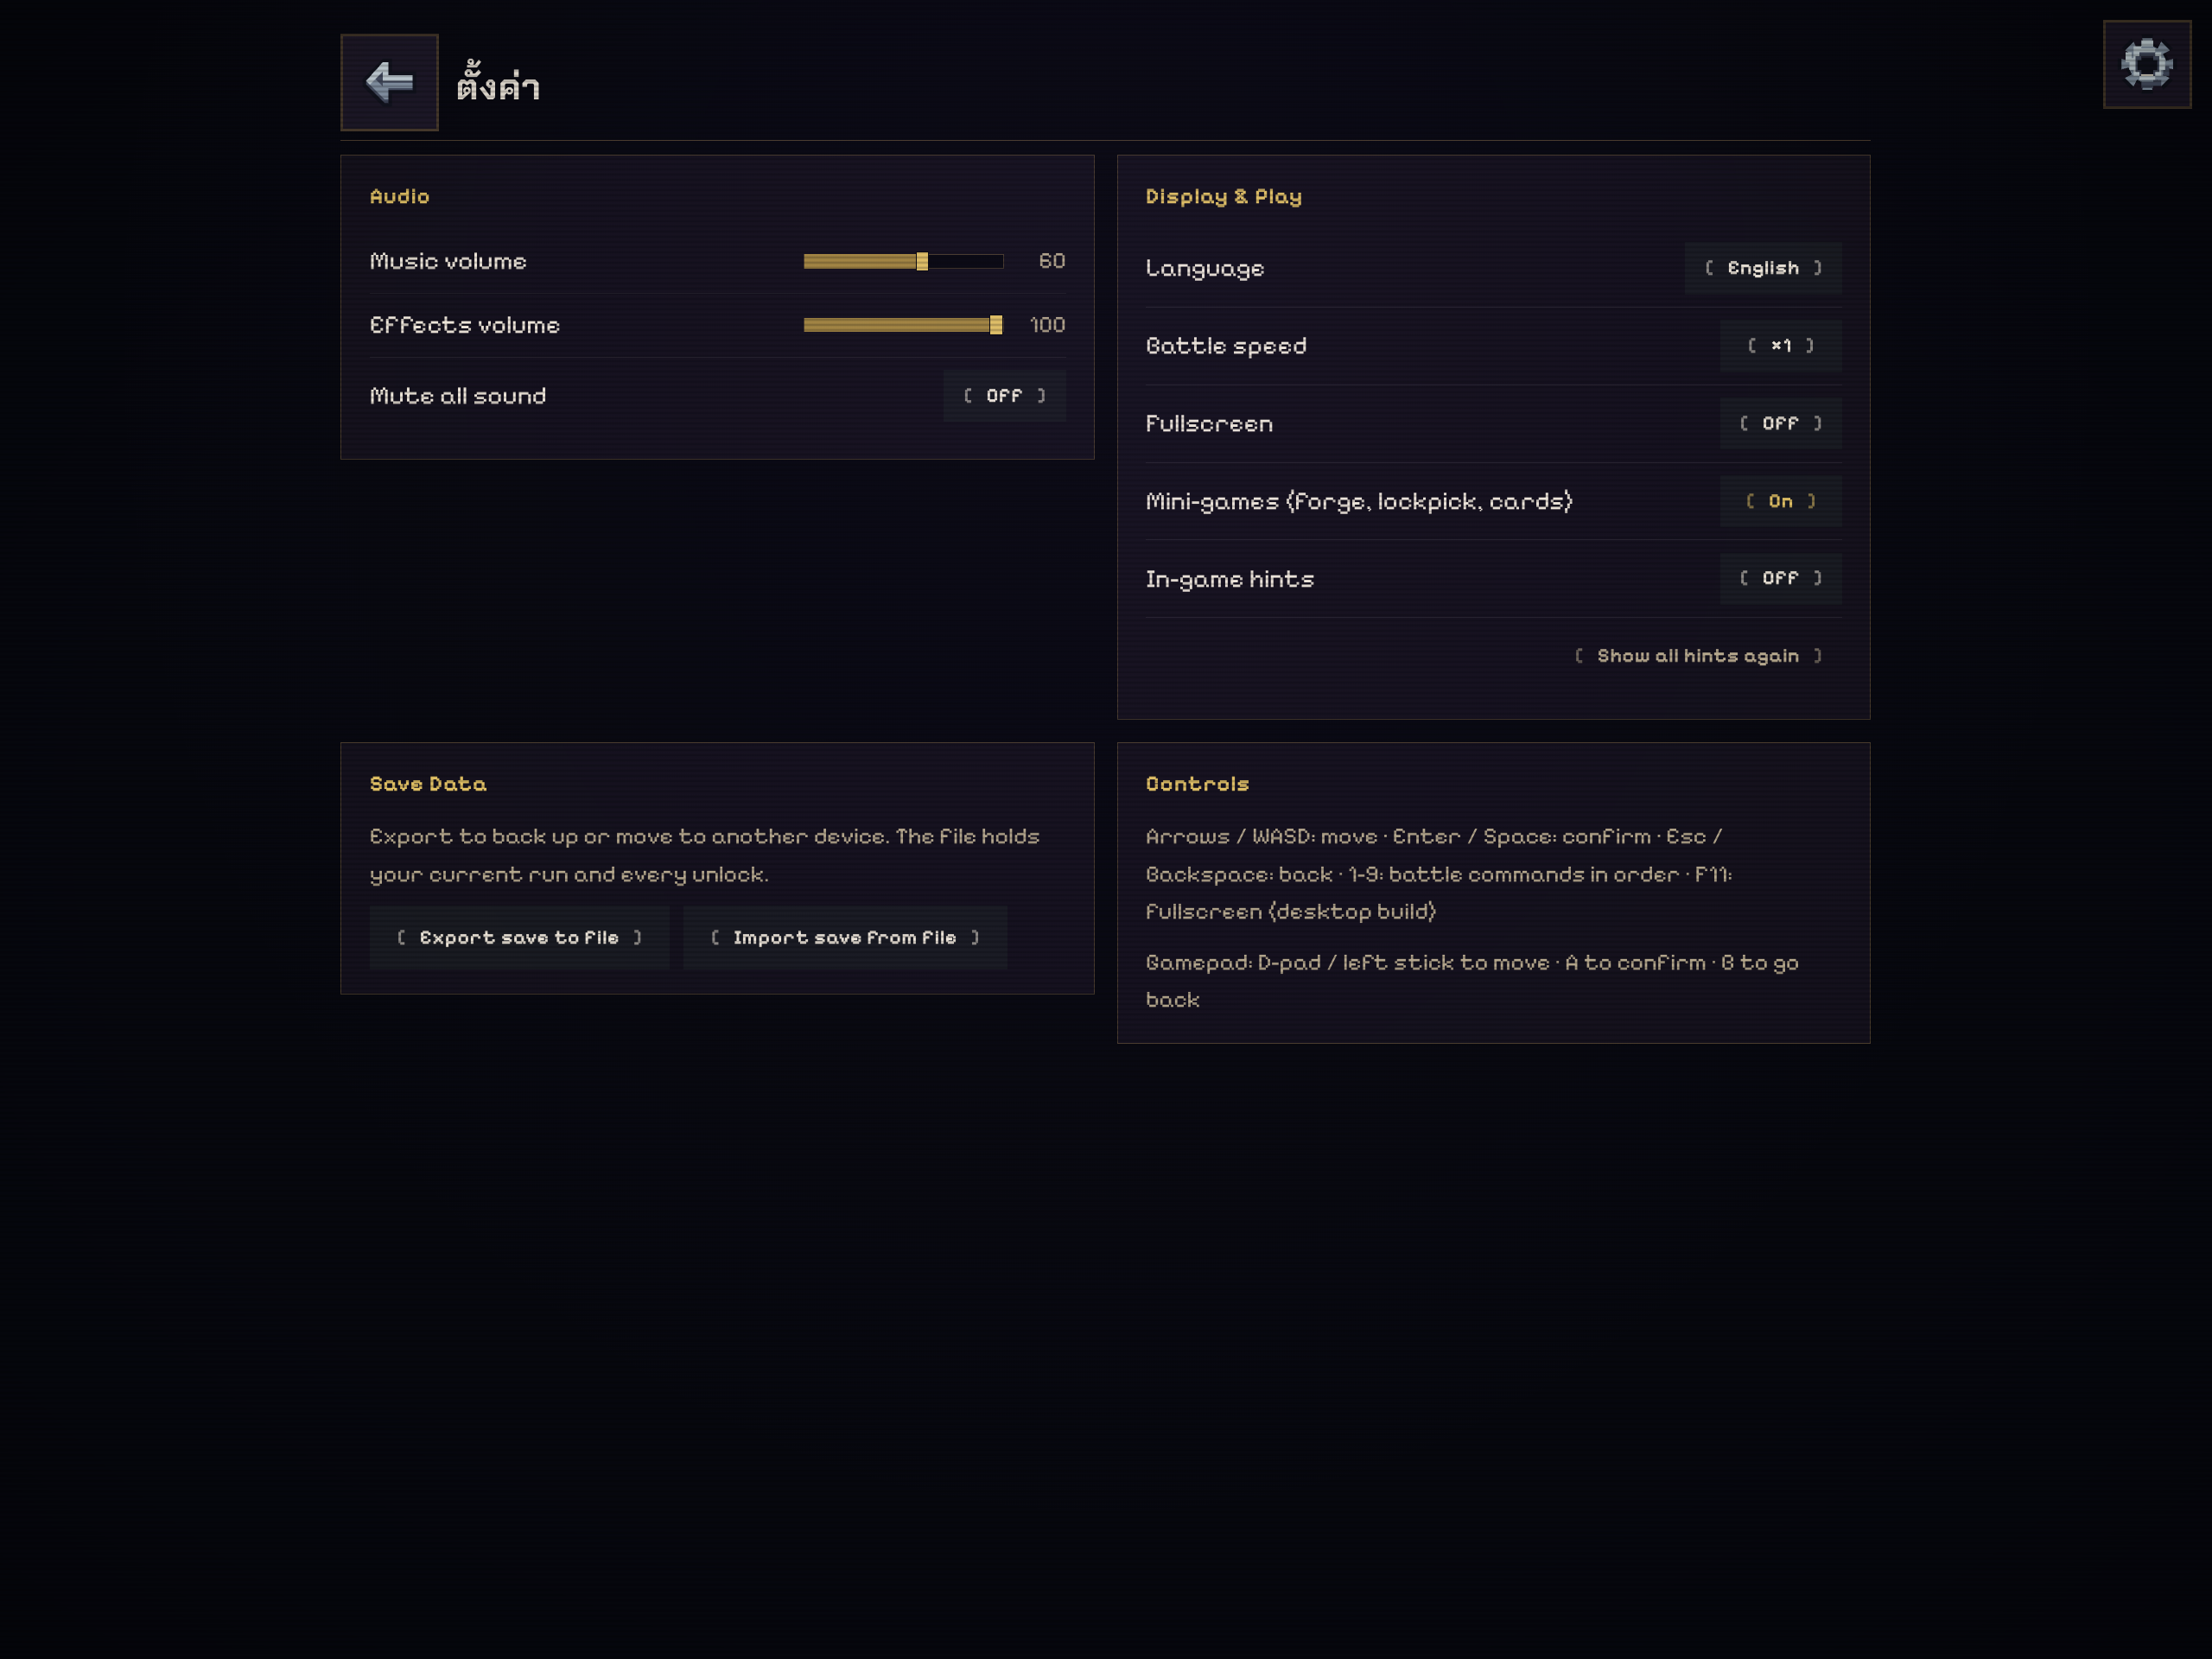 ตั้งค่า
Audio
Music volume 60
Effects volume 100
Mute all sound [ Off ]
Display & Play
Language [ English ]
Battle speed [ ×1 ]
Fullscreen [ Off ]
Mini-games (forge, lockpick, cards) [ On ]
In-game hints [ Off ]
[ Show all hints again ]
Save Data
Export to back up or move to another device. The file holds
your current run and every unlock.
[ Export save to file ] [ Import save from file ]
Controls
Arrows / WASD: move · Enter / Space: confirm · Esc /
Backspace: back · 1-9: battle commands in order · F11:
fullscreen (desktop build)
Gamepad: D-pad / left stick to move · A to confirm · B to go
back